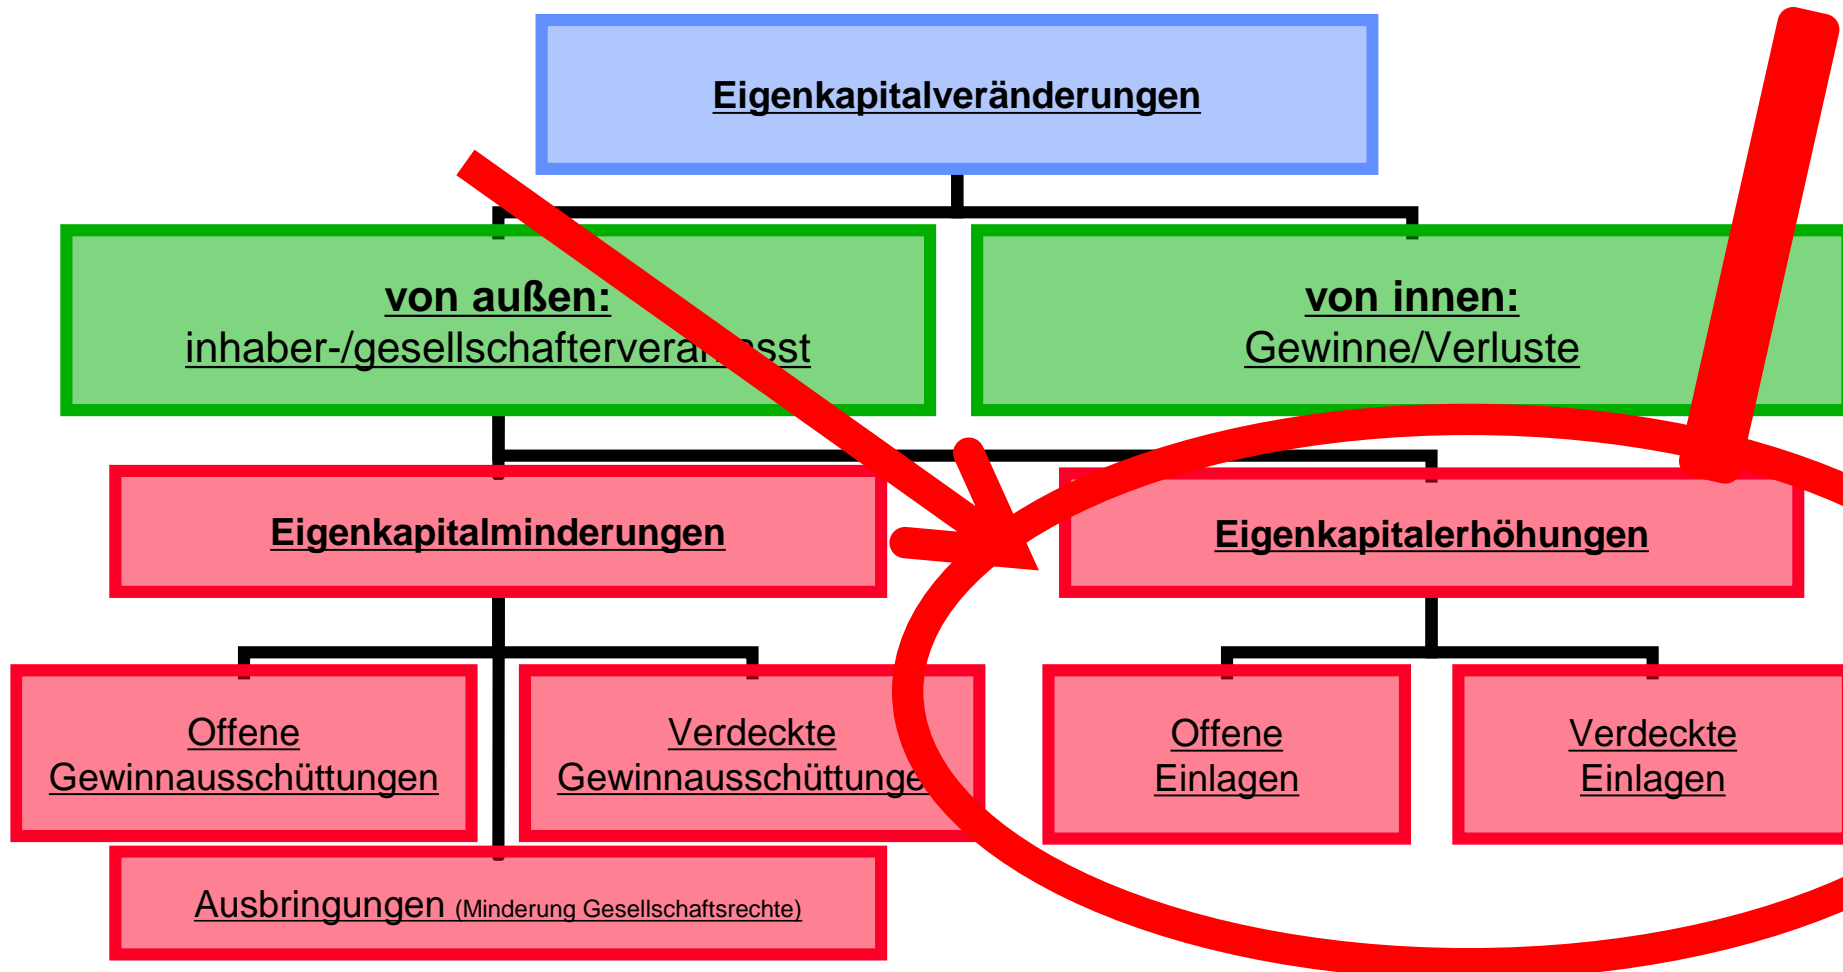 Eigenkapitalveränderungen
von außen:
inhaber-/gesellschafterveranlasst
von innen:
Gewinne/Verluste
Eigenkapitalminderungen
Eigenkapitalerhöhungen
Offene
Gewinnausschüttungen
Verdeckte
Gewinnausschüttungen
Offene
Einlagen
Verdeckte
Einlagen
Ausbringungen (Minderung Gesellschaftsrechte)